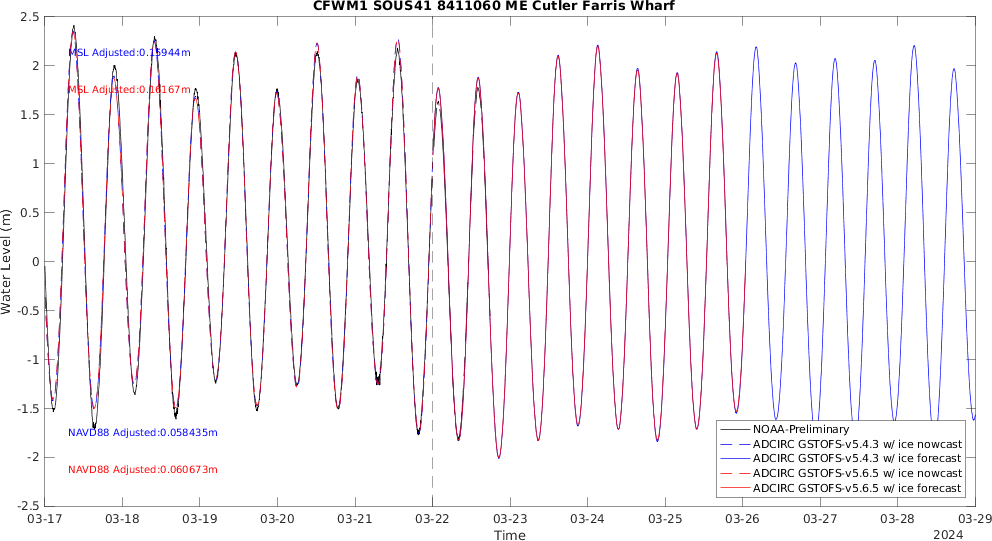 CFWM1 SOUS41 8411060 ME Cutler Farris Wharf
2.5
2
1.5
1
0.5
0
-0.5
-1
-1.5
-2
-2.5
Water Level (m)
MSL Adjusted:0.15944m
MSL Adjusted:0.16167m
NAVD88 Adjusted:0.058435m
NAVD88 Adjusted:0.060673m
NOAA-Preliminary
ADCIRC GSTOFS-v5.4.3 w/ ice nowcast
ADCIRC GSTOFS-v5.4.3 w/ ice forecast
ADCIRC GSTOFS-v5.6.5 w/ ice nowcast
ADCIRC GSTOFS-v5.6.5 w/ ice forecast
03-17 03-18 03-19 03-20 03-21 03-22 03-23 03-24 03-25 03-26 03-27 03-28 03-29
Time
2024